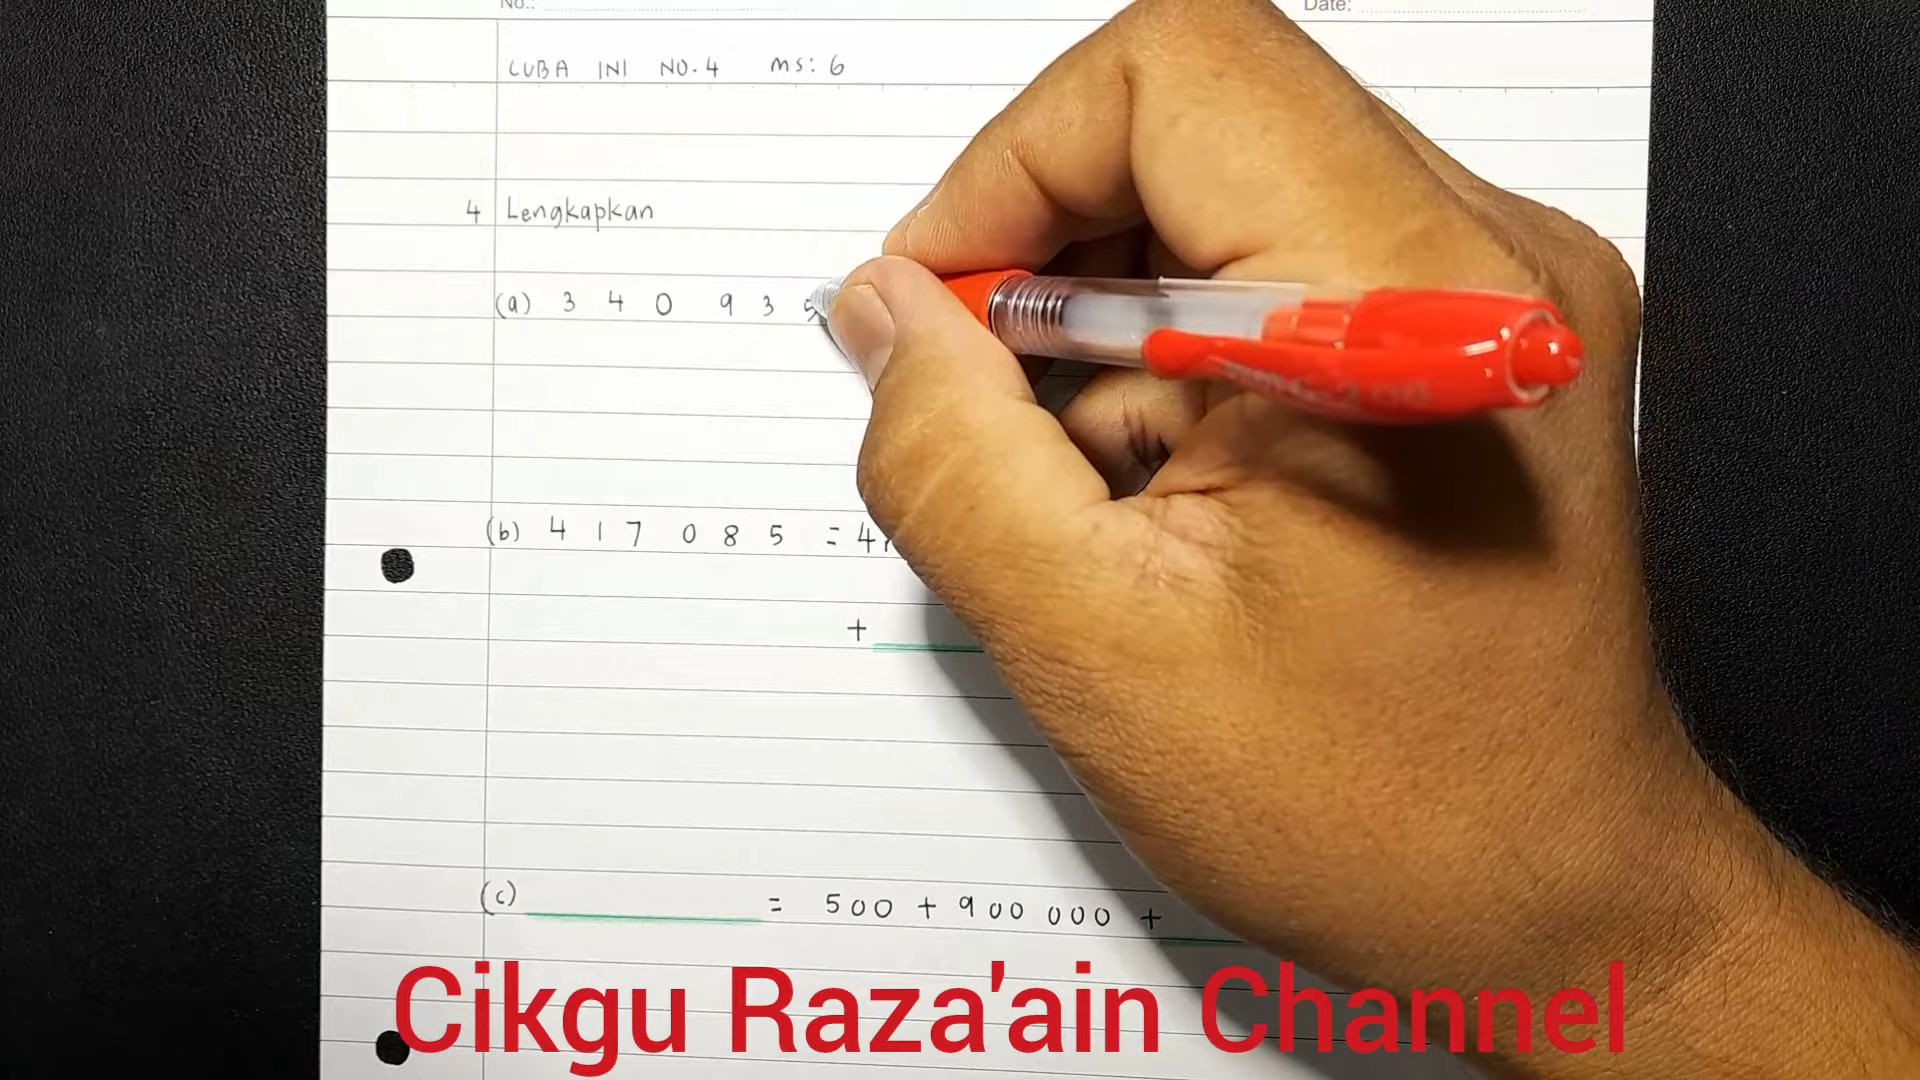 No.:
Date:
CUBA INI NO.4 ms: 6
4 Lengkapkan
(a) 3 4 0 9 3 5
(b) 4 1 7 0 8 5 = 4
+
(c) = 500 + 900 000 +
Cikgu Raza'ain Channel